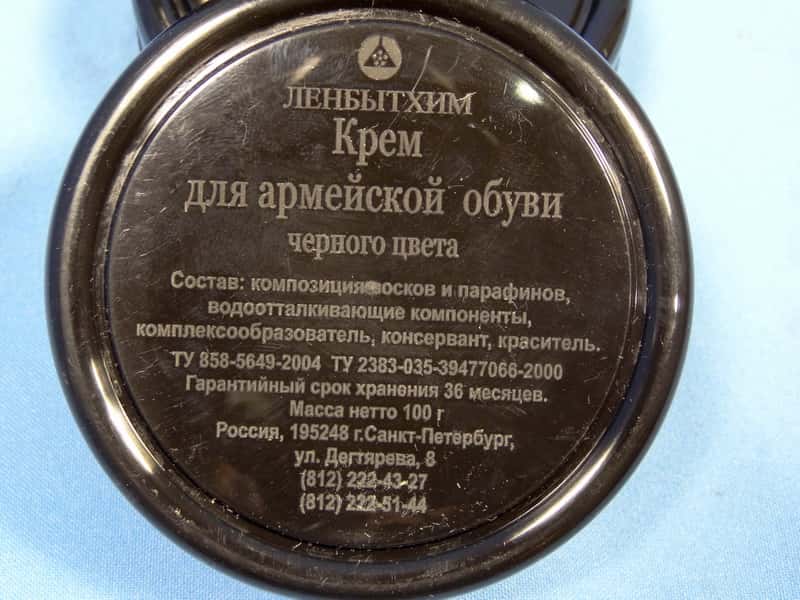 ЛЕНБЫТХИМ
Крем
для армейской обуви
черного цвета
Состав: композиция восков и парафинов,
водоотталкивающие компоненты,
комплексообразователь, консервант, краситель.
ТУ 858-5649-2004 ТУ 2383-035-39477066-2000
Гарантийный срок хранения 36 месяцев.
Масса нетто 100 г
Россия, 195248 г.Санкт-Петербург,
ул. Дегтярева, 8
(812) 222-43-27
(812) 222-51-44